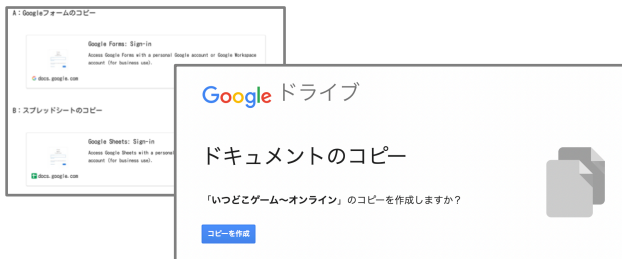 A：Googleフォームのコピー
Google Forms: Sign-in
Access Google Forms with a personal Google account or Google Workspace
account (for business use).
docs.google.com
B：スプレッドシートのコピー
Google Sheets: Sign-in
Access Google Sheets with a personal
account (for business use).
docs.google.com
Google ドライブ
ドキュメントのコピー
「いつどこゲーム～オンライン」のコピーを作成しますか？
コピーを作成